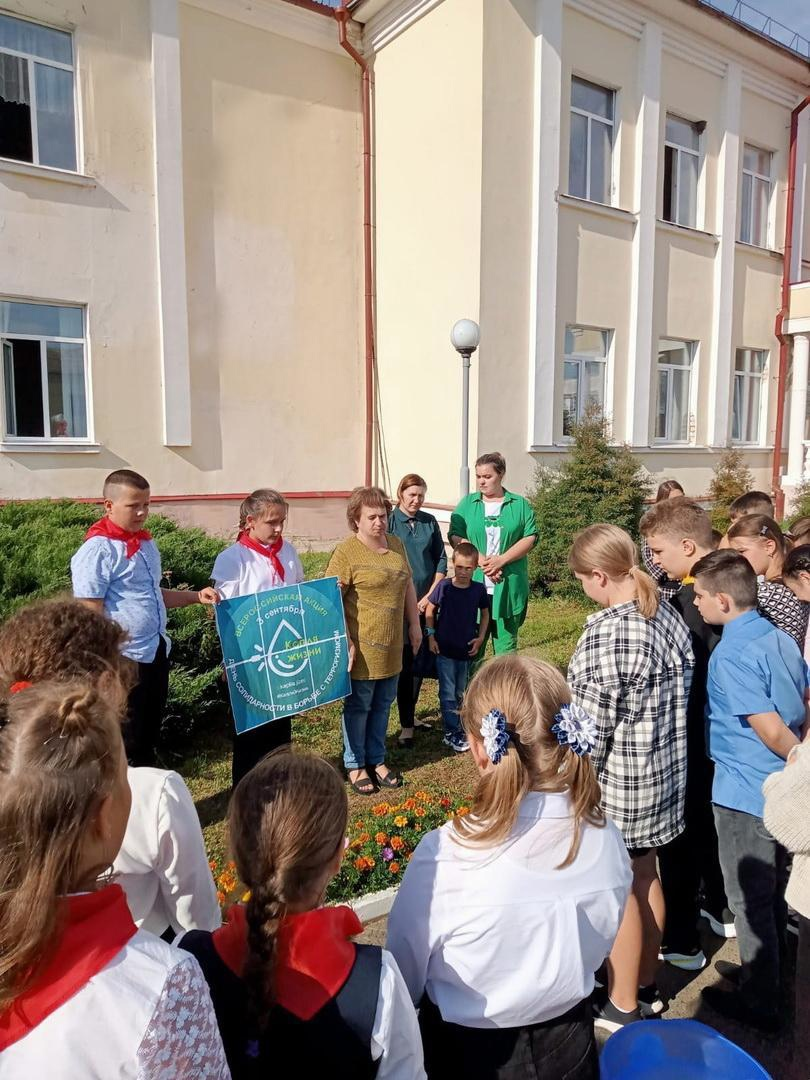 ВСЕРОССИЙСКАЯ АКЦИЯ
3 сентября
КАПЛЯ
ЖИЗНИ
ДЕНЬ СОЛИДАРНОСТИ В БОРЬБЕ С ТЕРРОРИЗМОМ